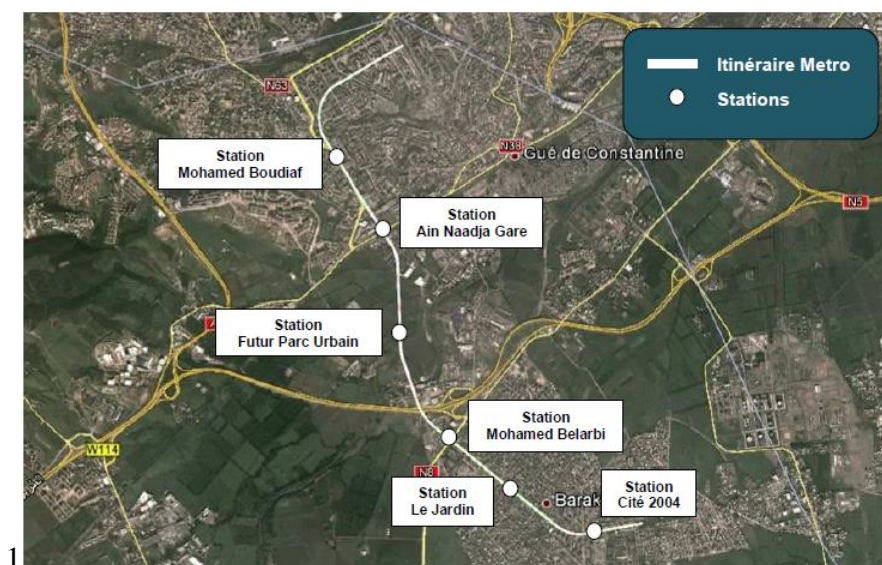 Itinéraire Metro
Stations
N63
Station
Mohamed Boudiaf
N38
Gué de Constantine
N5
Station
Ain Naadja Gare
Station
Futur Parc Urbain
Station
Mohamed Belarbi
W114
N8
Station
Le Jardin
Barak
Station
Cité 2004
1